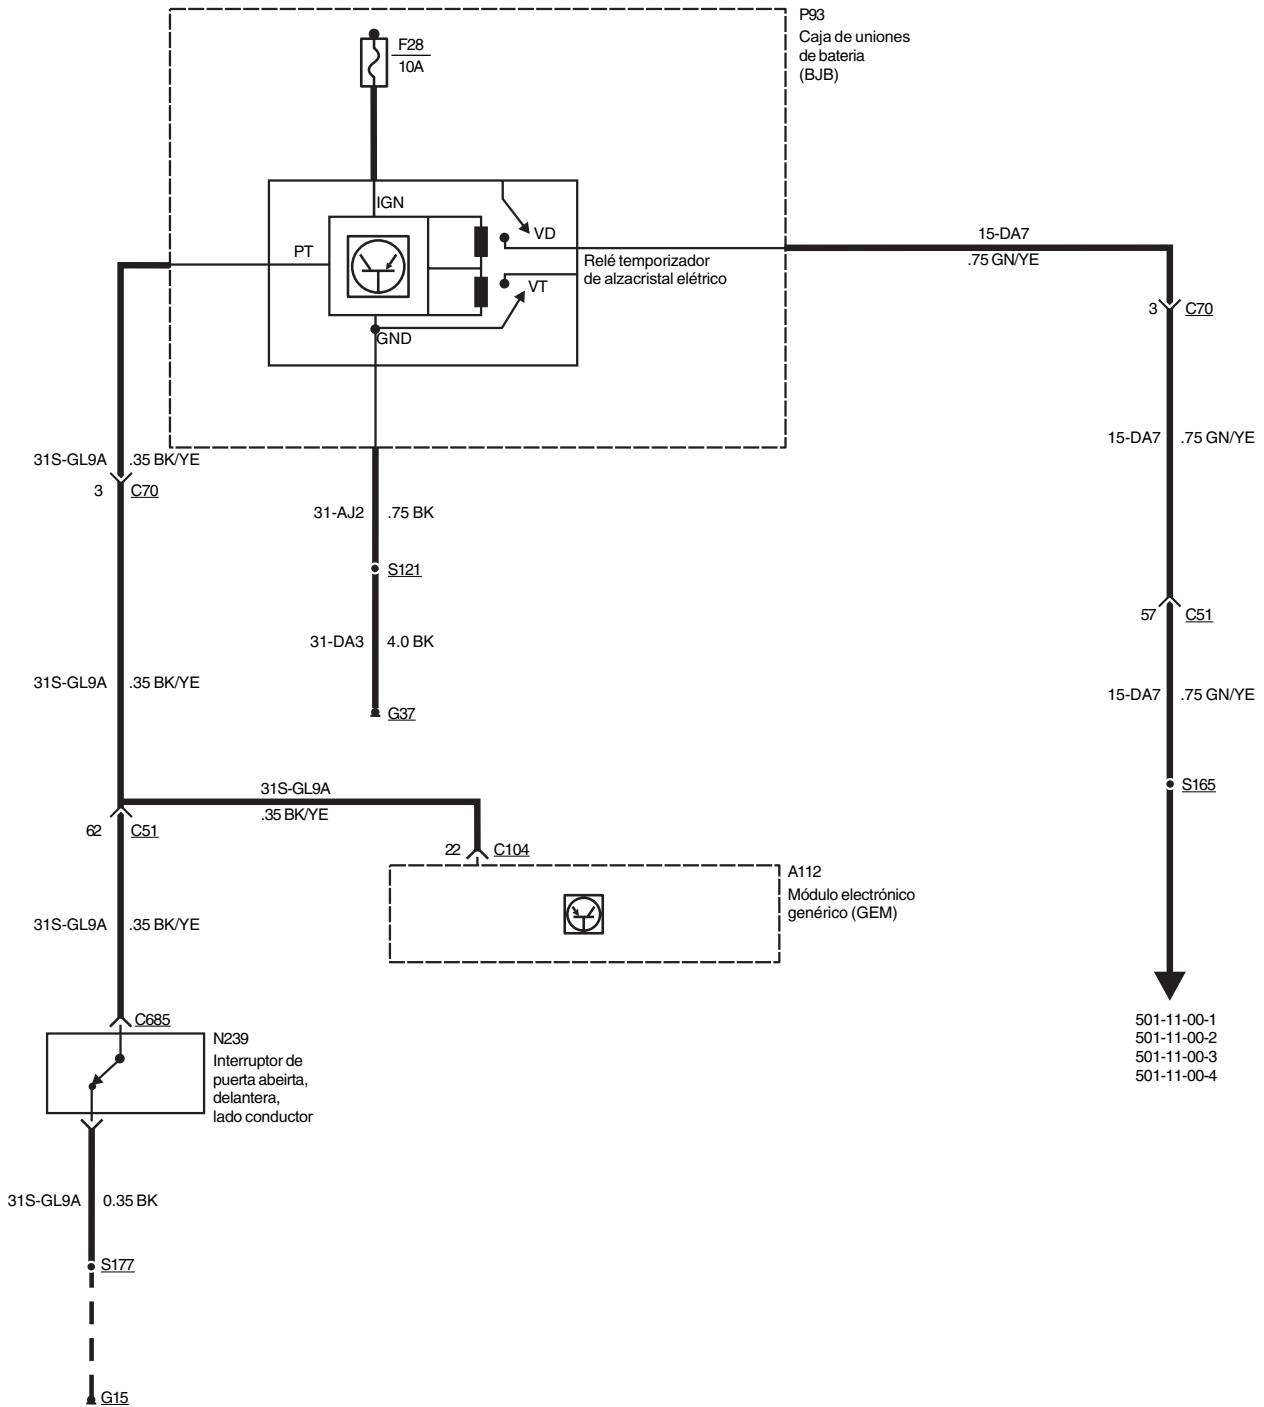 P93
Caja de uniones
de bateria
(BJB)
F28
10A
IGN
PT
VD
VT
GND
Relé temporizador
de alzacristal elétrico
15-DA7
.75 GN/YE
3 C70
15-DA7 .75 GN/YE
31S-GL9A .35 BK/YE
3 C70
31-AJ2 .75 BK
S121
57 C51
31-DA3 4.0 BK
31S-GL9A .35 BK/YE
15-DA7 .75 GN/YE
G37
S165
31S-GL9A
.35 BK/YE
62 C51
22 C104
A112
Módulo electrónico
genérico (GEM)
31S-GL9A .35 BK/YE
C685
N239
Interruptor de
puerta abeirta,
delantera,
lado conductor
501-11-00-1
501-11-00-2
501-11-00-3
501-11-00-4
31S-GL9A 0.35 BK
S177
G15